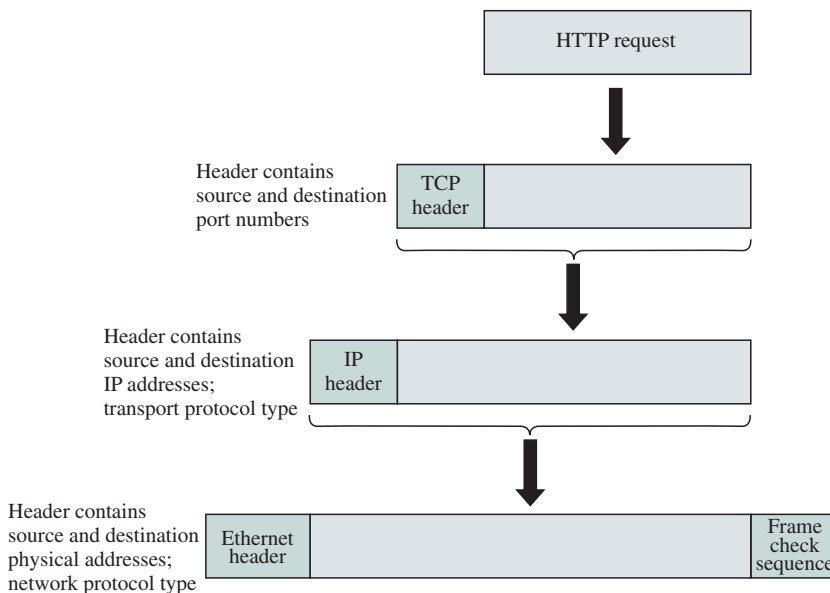 HTTP request
Header contains
source and destination
port numbers
TCP
header
Header contains
source and destination
IP addresses;
transport protocol type
IP
header
Header contains
source and destination
physical addresses;
network protocol type
Ethernet
header
Frame
check
sequence